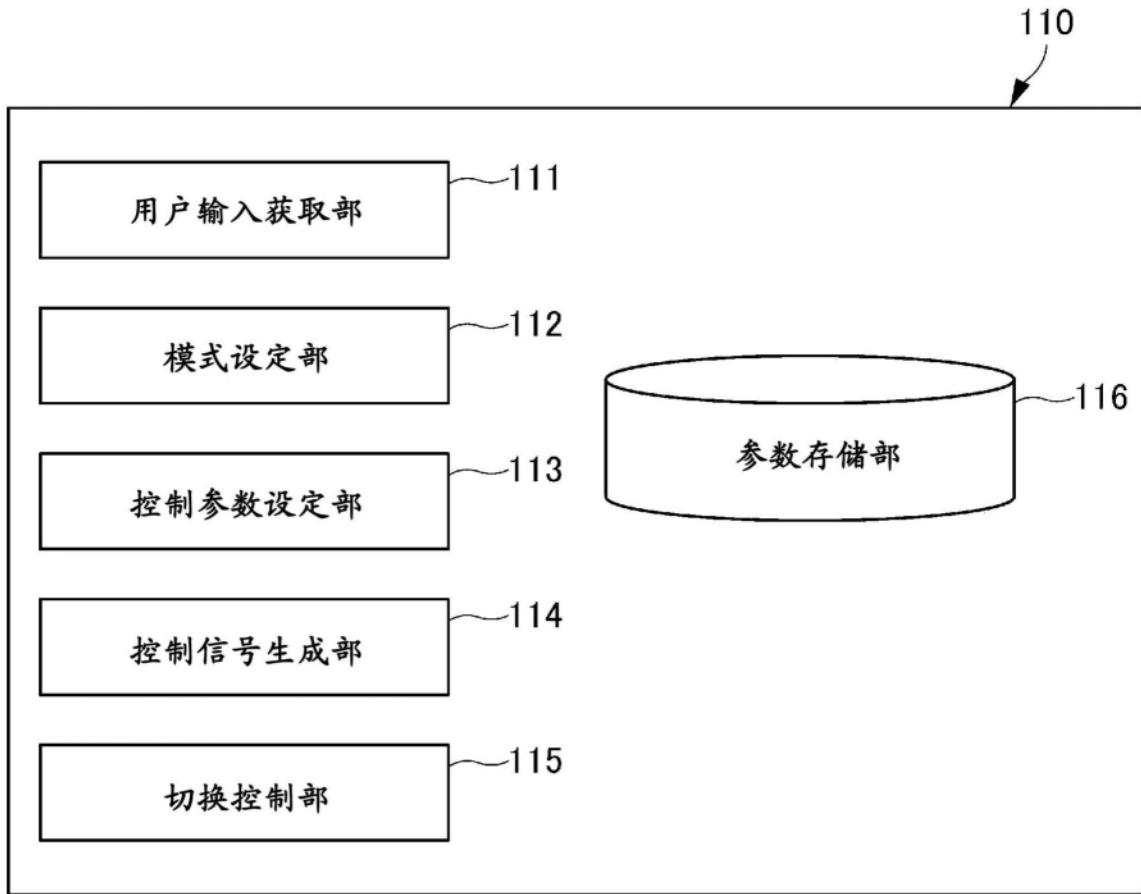 110
用户输入获取部
111
模式设定部
112
控制参数设定部
113
参数存储部
116
控制信号生成部
114
切换控制部
115